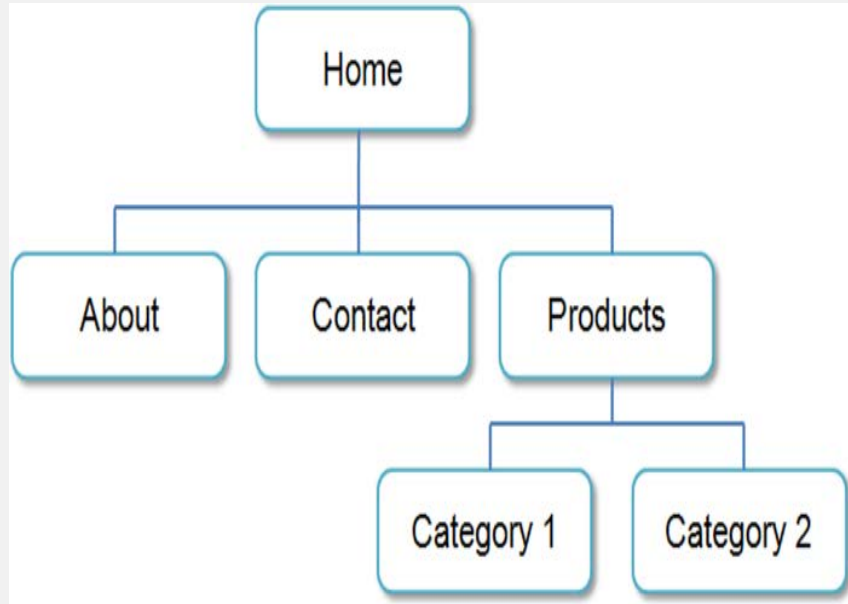 Home
About
Contact
Products
Category 1
Category 2